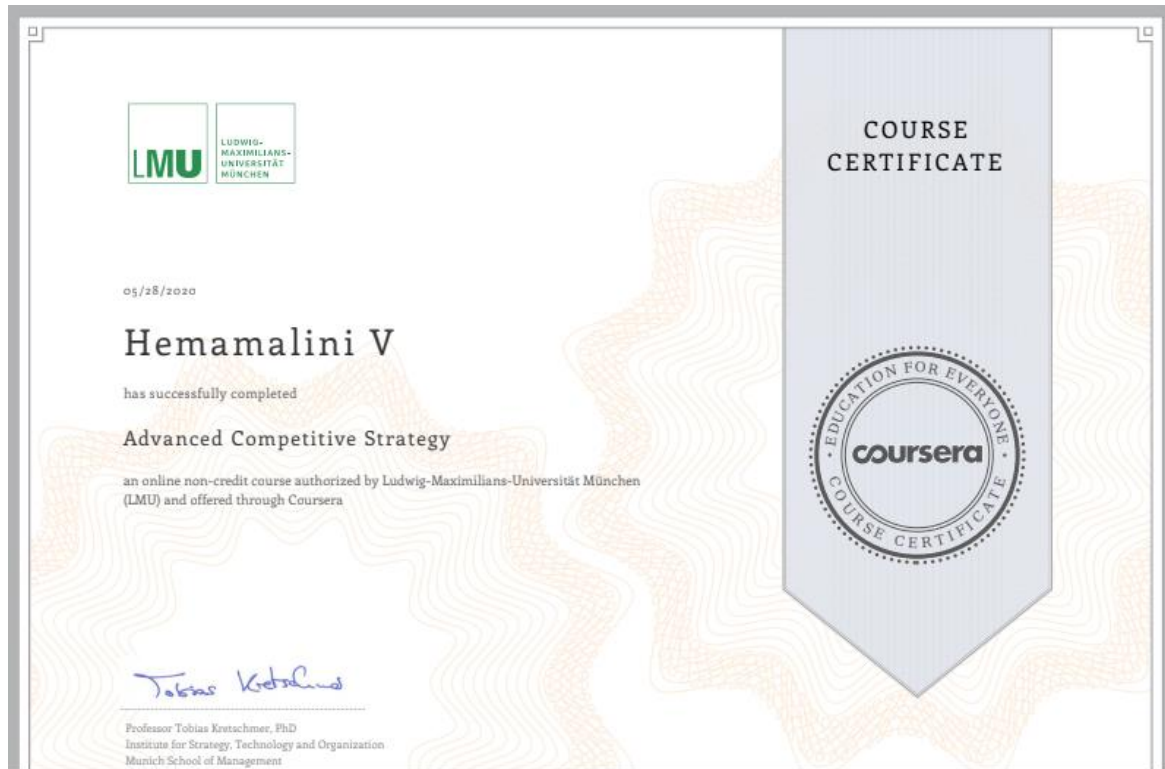 LMU
LUDWIG-
MAXIMILIANS-
UNIVERSITÄT
MÜNCHEN
COURSE
CERTIFICATE
05/28/2020
Hemamalini V
has successfully completed
Advanced Competitive Strategy
an online non-credit course authorized by Ludwig-Maximilians-Universität München
(LMU) and offered through Coursera
EDUCATION FOR EVERYONE
coursera
COURSE CERTIFICATE
Tobias Kretschmer
Professor Tobias Kretschmer, PhD
Institute for Strategy, Technology and Organization
Munich School of Management